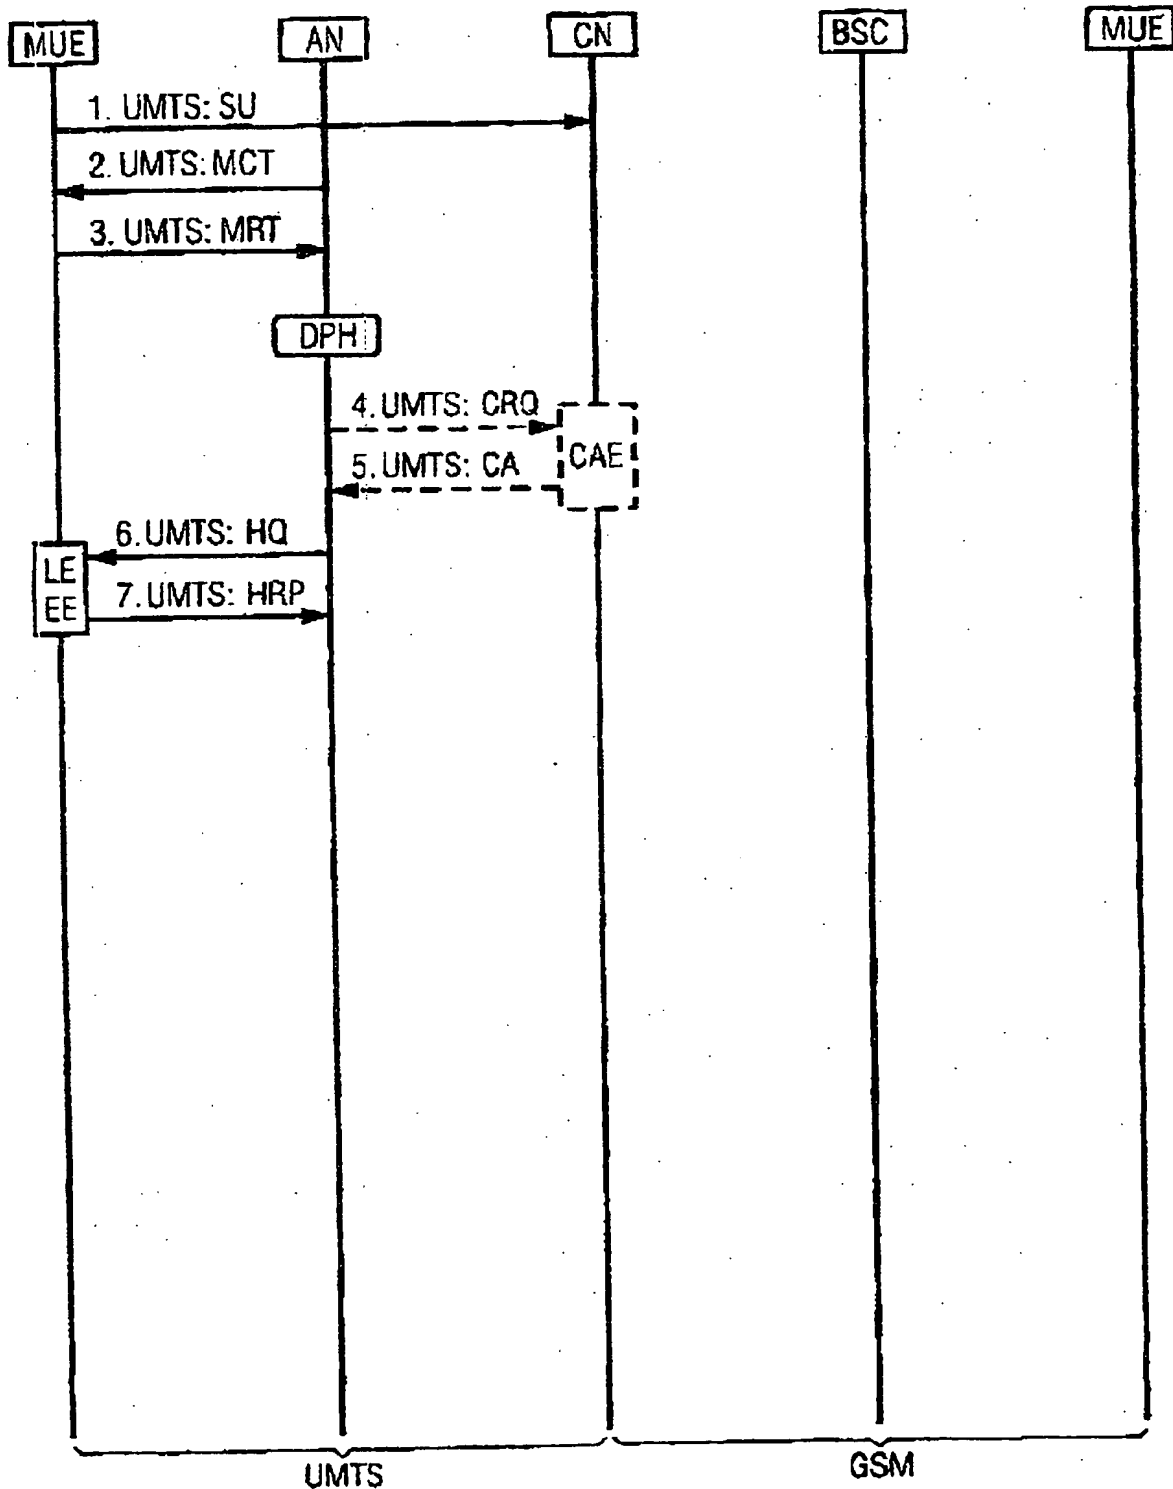 MUE
AN
CN
BSC
MUE
1. UMTS: SU
2. UMTS: MCT
3. UMTS: MRT
DPH
4. UMTS: CRQ
CAE
5. UMTS: CA
6. UMTS: HQ
LE
EE
7. UMTS: HRP
UMTS
GSM